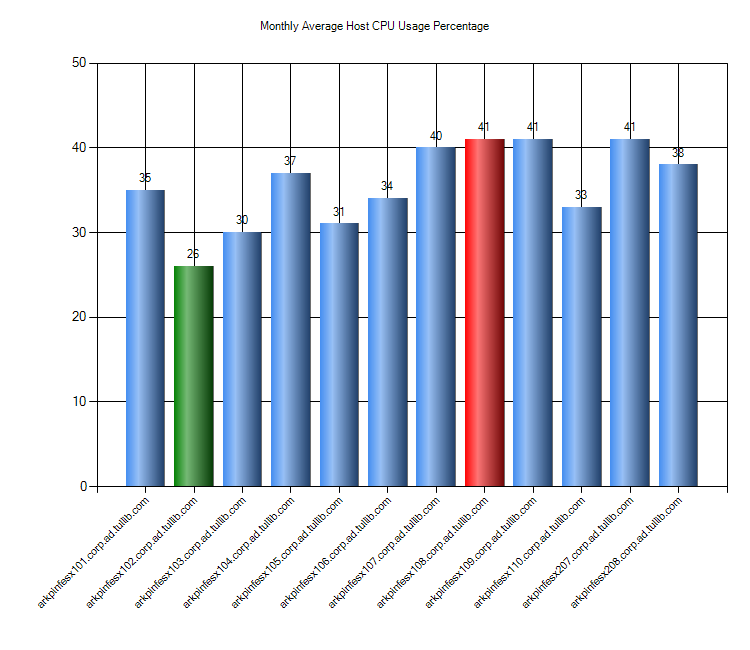 Monthly Average Host CPU Usage Percentage
50
40
30
20
10
0
35
26
30
37
31
34
40
41
41
33
41
38
arkpinfesx101.corp.ad.tullib.com
arkpinfesx102.corp.ad.tullib.com
arkpinfesx103.corp.ad.tullib.com
arkpinfesx104.corp.ad.tullib.com
arkpinfesx105.corp.ad.tullib.com
arkpinfesx106.corp.ad.tullib.com
arkpinfesx107.corp.ad.tullib.com
arkpinfesx108.corp.ad.tullib.com
arkpinfesx109.corp.ad.tullib.com
arkpinfesx110.corp.ad.tullib.com
arkpinfesx207.corp.ad.tullib.com
arkpinfesx208.corp.ad.tullib.com